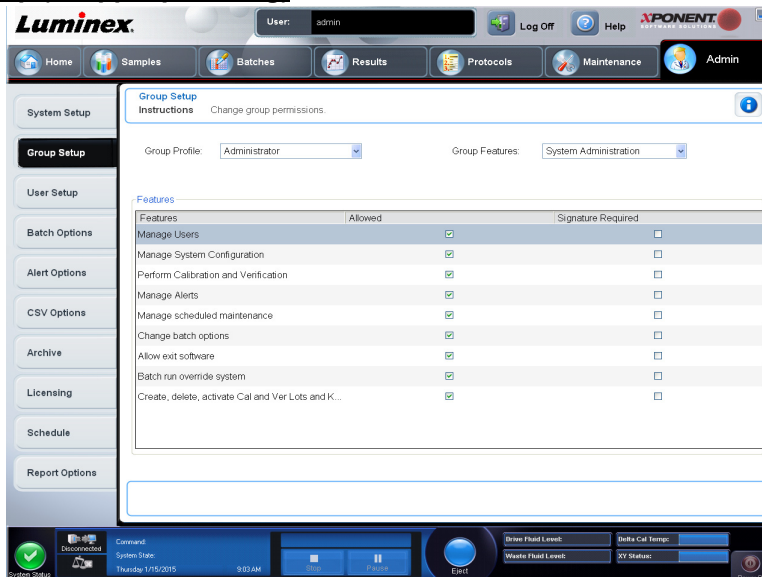 Luminex.
User: admin
Log Off
Help
XPONENT.
SOFTWARE SOLUTIONS
Home
Samples
Batches
Results
Protocols
Maintenance
Admin
System Setup
Group Setup
User Setup
Batch Options
Alert Options
CSV Options
Archive
Licensing
Schedule
Report Options
Group Setup
Instructions Change group permissions.
Group Profile: Administrator
Group Features: System Administration
Features
Features Allowed Signature Required
Manage Users
Manage System Configuration
Perform Calibration and Verification
Manage Alerts
Manage scheduled maintenance
Change batch options
Allow exit software
Batch run override system
Create, delete, activate Cal and Ver Lots and K...
System Status
Disconnected
Command:
System State:
Thursday 1/15/2015 9:03 AM
Stop
Pause
Eject
Drive Fluid Level:
Waste Fluid Level:
Delta Cal Temp:
XY Status: